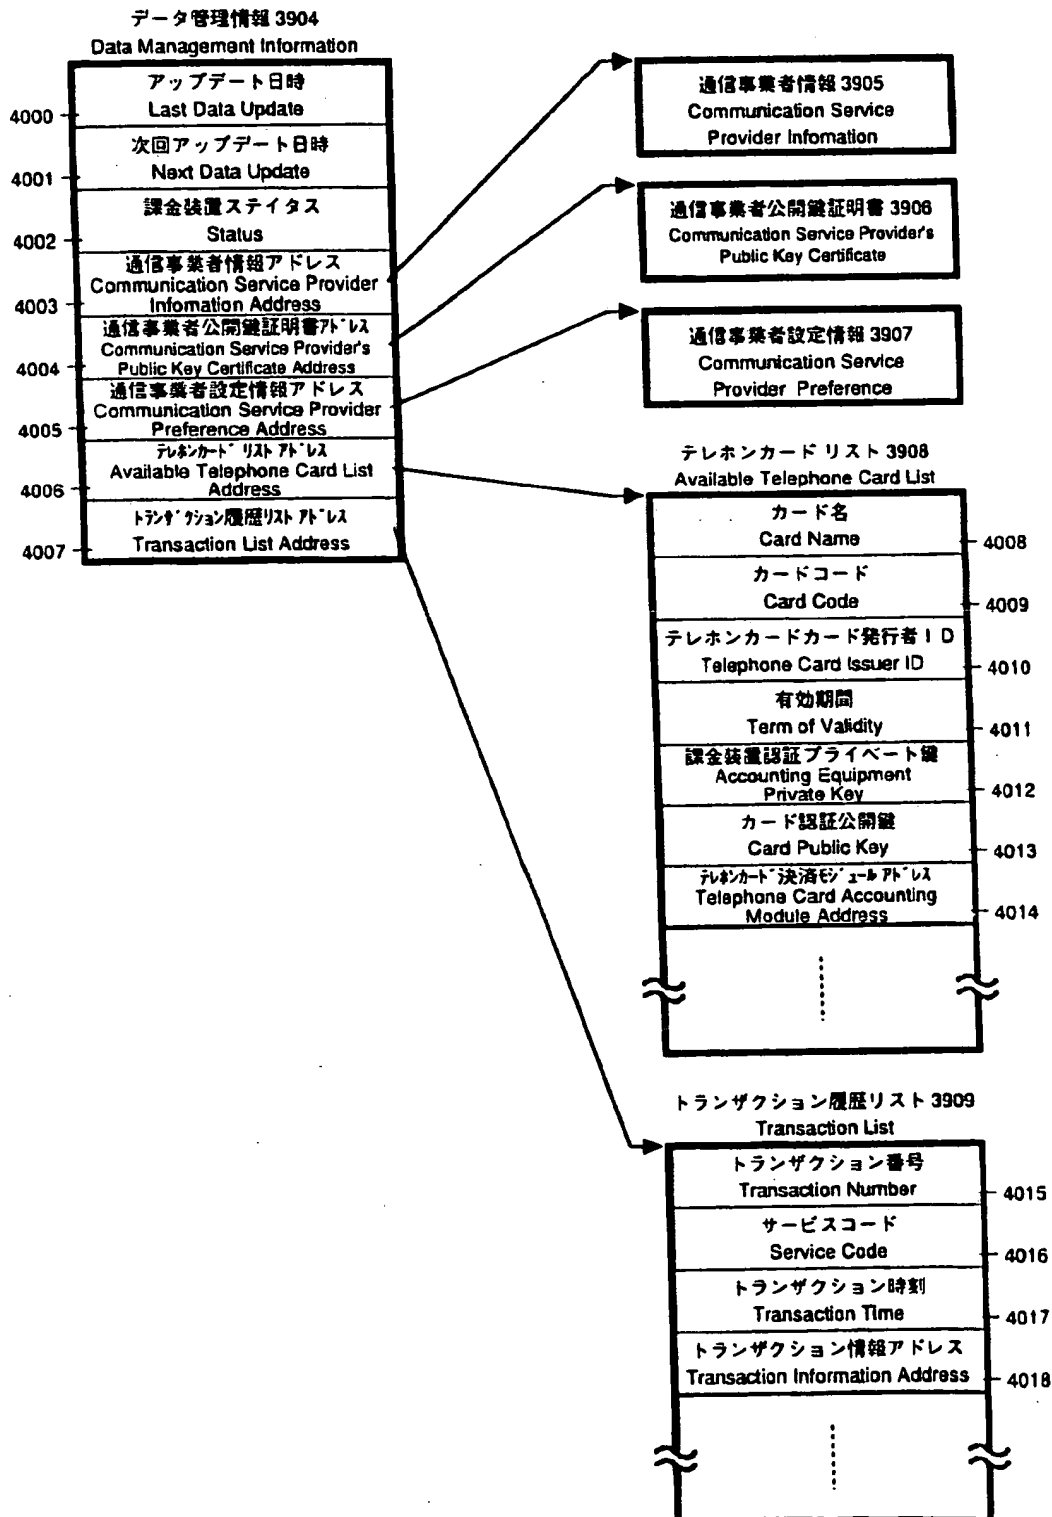 データ管理情報 3904
Data Management Information
アップデート日時
Last Data Update
4000
次回アップデート日時
Next Data Update
4001
課金装置ステイタス
Status
4002
通信事業者情報アドレス
Communication Service Provider
Infomation Address
4003
通信事業者公開鍵証明書アドレス
Communication Service Provider's
Public Key Certificate Address
4004
通信事業者設定情報アドレス
Communication Service Provider
Preference Address
4005
テレホンカード リスト アドレス
Available Telephone Card List
Address
4006
トランザクション履歴リスト アドレス
Transaction List Address
4007
通信事業者情報 3905
Communication Service
Provider Infomation
通信事業者公開鍵証明書 3906
Communication Service Provider's
Public Key Certificate
通信事業者設定情報 3907
Communication Service
Provider Preference
テレホンカード リスト 3908
Available Telephone Card List
カード名
Card Name
4008
カードコード
Card Code
4009
テレホンカードカード発行者ID
Telephone Card Issuer ID
4010
有効期間
Term of Validity
4011
課金装置認証プライベート鍵
Accounting Equipment
Private Key
4012
カード認証公開鍵
Card Public Key
4013
テレホンカード決済モジュール アドレス
Telephone Card Accounting
Module Address
4014
トランザクション履歴リスト 3909
Transaction List
トランザクション番号
Transaction Number
4015
サービスコード
Service Code
4016
トランザクション時刻
Transaction Time
4017
トランザクション情報アドレス
Transaction Information Address
4018